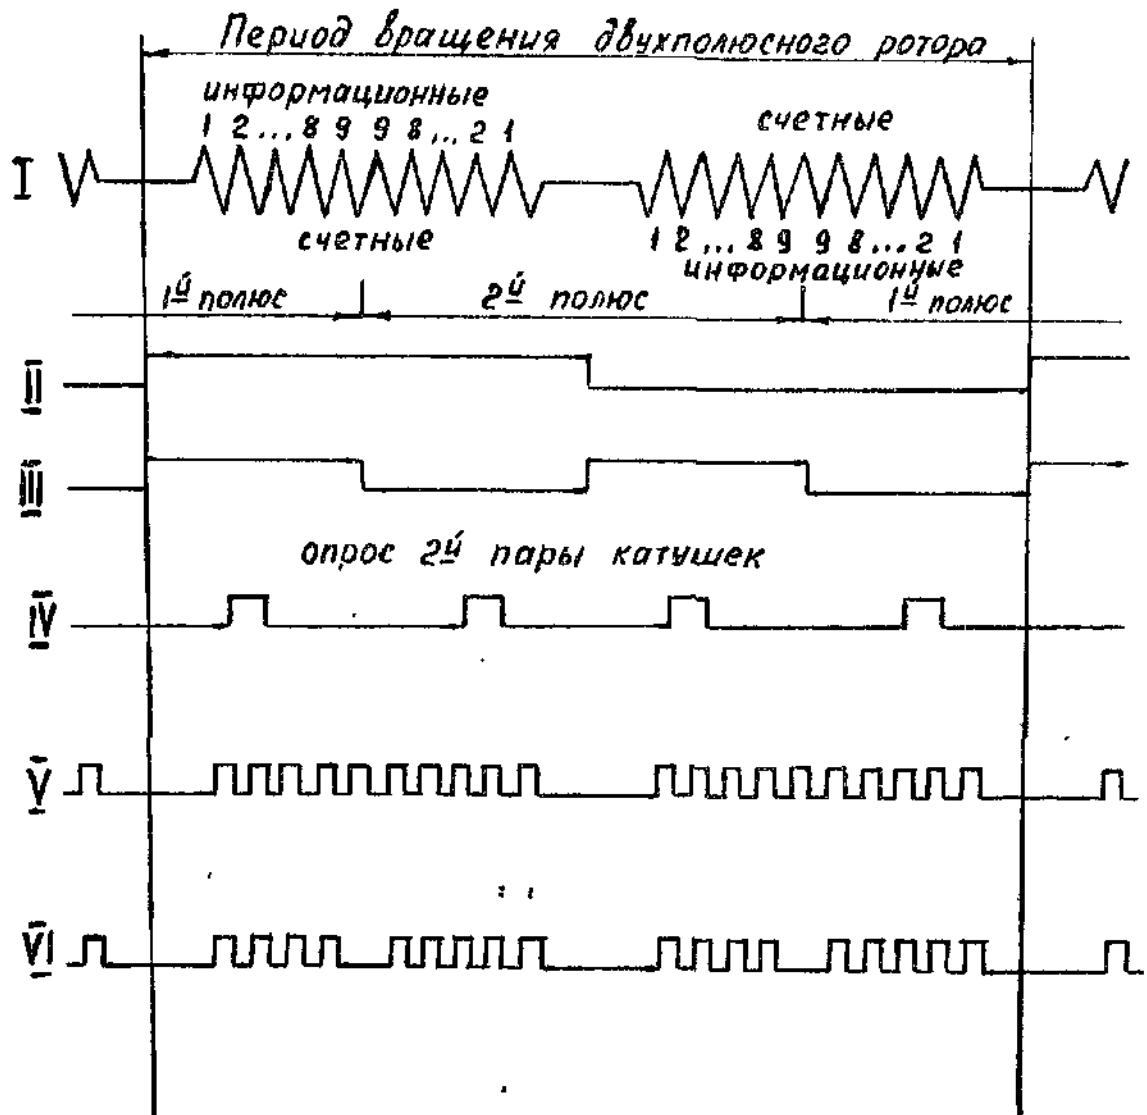 Период вращения двухполюсного ротора
информационные
1 2 ... 8 9 9 8 ... 2 1
счетные
I
счетные
1 2 ... 8 9 9 8 ... 2 1
информационные
1й полюс
2й полюс
1й полюс
II
III
опрос 2й пары катушек
IV
V
VI